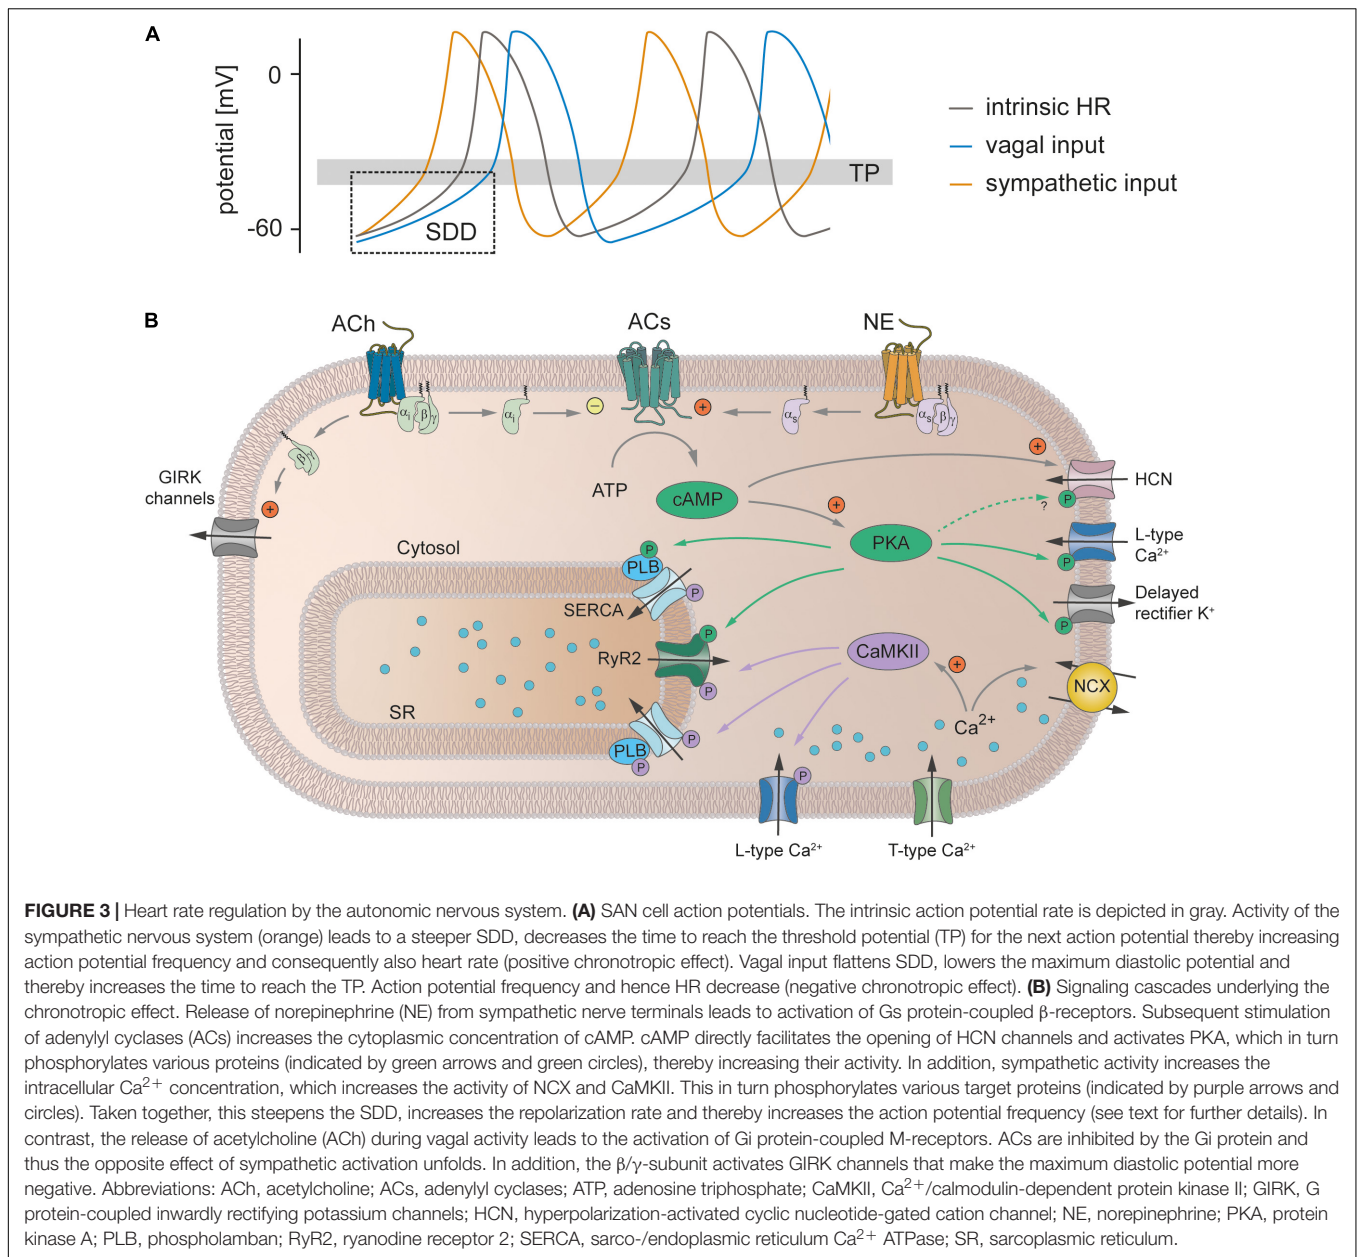 A
potential [mV]
0
-60
SDD
TP
intrinsic HR
vagal input
sympathetic input
B
ACh
ACs
NE
αi β γ
αi
−
+
αs
αs β γ
β γ
+
GIRK
channels
ATP
cAMP
+
+
HCN
P
?
PKA
L-type
Ca²⁺
P
Delayed
rectifier K⁺
P
Cytosol
P
PLB
SERCA
P
P
RyR2
P
CaMKII
+
NCX
Ca²⁺
SR
PLB
P
P
P
L-type Ca²⁺
T-type Ca²⁺
FIGURE 3 | Heart rate regulation by the autonomic nervous system. (A) SAN cell action potentials. The intrinsic action potential rate is depicted in gray. Activity of the
sympathetic nervous system (orange) leads to a steeper SDD, decreases the time to reach the threshold potential (TP) for the next action potential thereby increasing
action potential frequency and consequently also heart rate (positive chronotropic effect). Vagal input flattens SDD, lowers the maximum diastolic potential and
thereby increases the time to reach the TP. Action potential frequency and hence HR decrease (negative chronotropic effect). (B) Signaling cascades underlying the
chronotropic effect. Release of norepinephrine (NE) from sympathetic nerve terminals leads to activation of Gs protein-coupled β-receptors. Subsequent stimulation
of adenylyl cyclases (ACs) increases the cytoplasmic concentration of cAMP. cAMP directly facilitates the opening of HCN channels and activates PKA, which in turn
phosphorylates various proteins (indicated by green arrows and green circles), thereby increasing their activity. In addition, sympathetic activity increases the
intracellular Ca²⁺ concentration, which increases the activity of NCX and CaMKII. This in turn phosphorylates various target proteins (indicated by purple arrows and
circles). Taken together, this steepens the SDD, increases the repolarization rate and thereby increases the action potential frequency (see text for further details). In
contrast, the release of acetylcholine (ACh) during vagal activity leads to the activation of Gi protein-coupled M-receptors. ACs are inhibited by the Gi protein and
thus the opposite effect of sympathetic activation unfolds. In addition, the β/γ-subunit activates GIRK channels that make the maximum diastolic potential more
negative. Abbreviations: ACh, acetylcholine; ACs, adenylyl cyclases; ATP, adenosine triphosphate; CaMKII, Ca²⁺/calmodulin-dependent protein kinase II; GIRK, G
protein-coupled inwardly rectifying potassium channels; HCN, hyperpolarization-activated cyclic nucleotide-gated cation channel; NE, norepinephrine; PKA, protein
kinase A; PLB, phospholamban; RyR2, ryanodine receptor 2; SERCA, sarco-/endoplasmic reticulum Ca²⁺ ATPase; SR, sarcoplasmic reticulum.